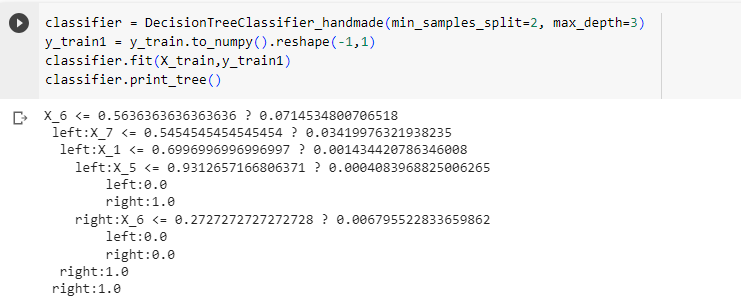 classifier = DecisionTreeClassifier_handmade(min_samples_split=2, max_depth=3)
y_train1 = y_train.to_numpy().reshape(-1,1)
classifier.fit(X_train,y_train1)
classifier.print_tree()
X_6 <= 0.5636363636363636 ? 0.0714534800706518
 left:X_7 <= 0.5454545454545454 ? 0.03419976321938235
  left:X_1 <= 0.6996996996996997 ? 0.001434420786346008
    left:X_5 <= 0.9312657166806371 ? 0.0004083968825006265
        left:0.0
        right:1.0
    right:X_6 <= 0.2727272727272728 ? 0.006795522833659862
        left:0.0
        right:0.0
  right:1.0
 right:1.0